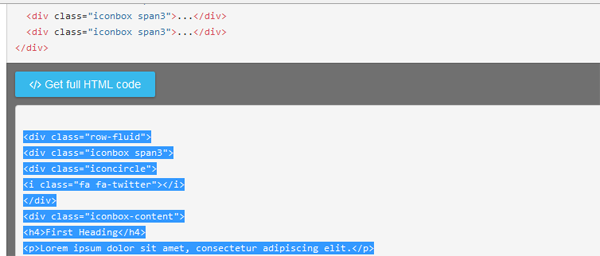 <div class="iconbox span3">...</div>
<div class="iconbox span3">...</div>
</div>
</> Get full HTML code
<div class="row-fluid">
<div class="iconbox span3">
<div class="iconcircle">
<i class="fa fa-twitter"></i>
</div>
<div class="iconbox-content">
<h4>First Heading</h4>
<p>Lorem ipsum dolor sit amet, consectetur adipiscing elit.</p>